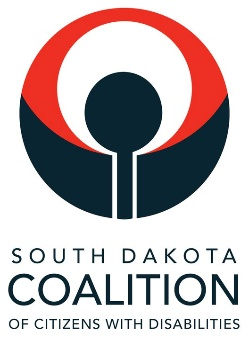 SOUTH DAKOTA
COALITION
OF CITIZENS WITH DISABILITIES